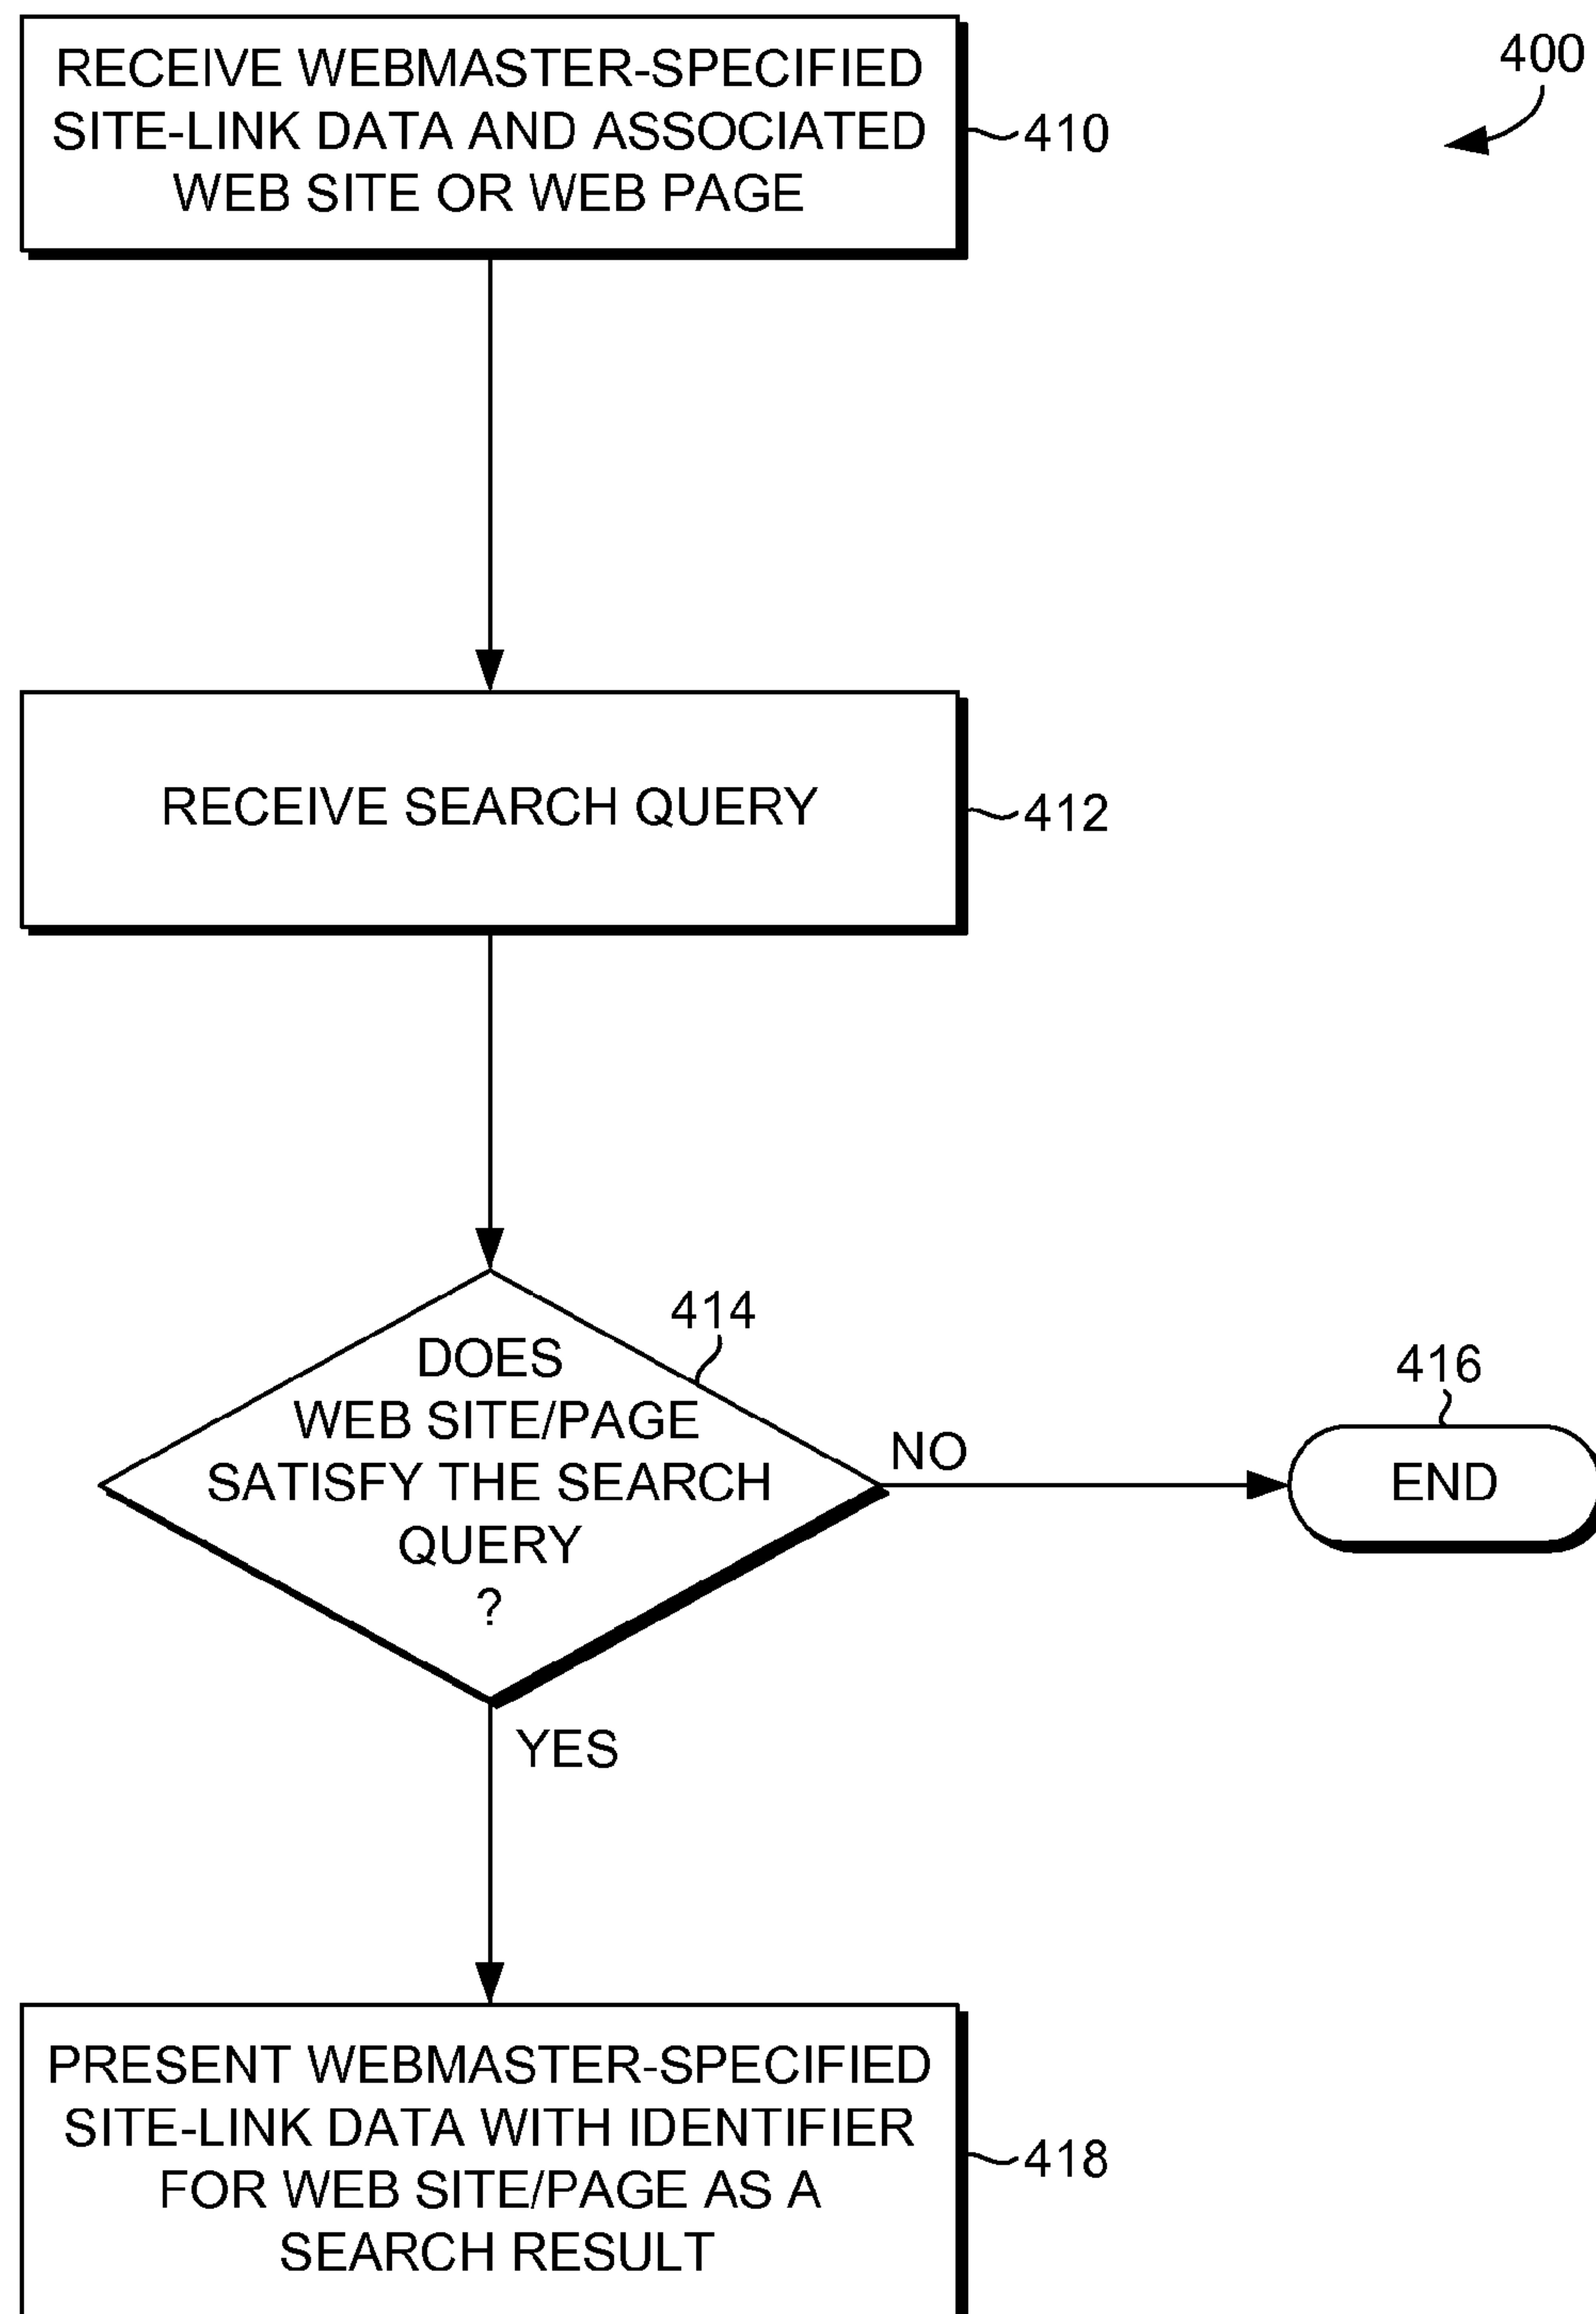 400
RECEIVE WEBMASTER-SPECIFIED
SITE-LINK DATA AND ASSOCIATED
WEB SITE OR WEB PAGE
410
RECEIVE SEARCH QUERY
412
414
DOES
WEB SITE/PAGE
SATISFY THE SEARCH
QUERY
?
NO
416
END
YES
PRESENT WEBMASTER-SPECIFIED
SITE-LINK DATA WITH IDENTIFIER
FOR WEB SITE/PAGE AS A
SEARCH RESULT
418